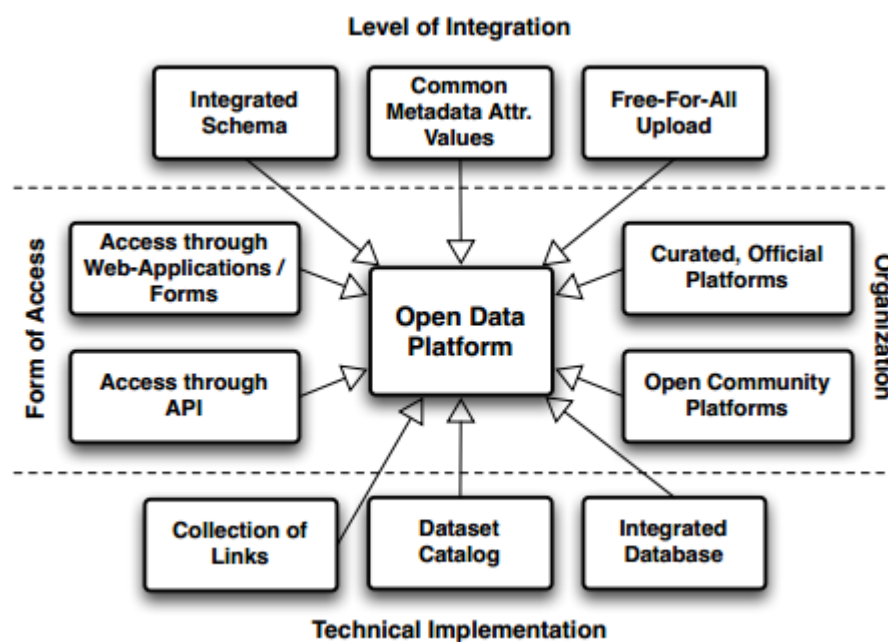 Level of Integration
Integrated
Schema
Common
Metadata Attr.
Values
Free-For-All
Upload
Form of Access
Access through
Web-Applications /
Forms
Access through
API
Open Data
Platform
Curated, Official
Platforms
Open Community
Platforms
Organization
Collection of
Links
Dataset
Catalog
Integrated
Database
Technical Implementation